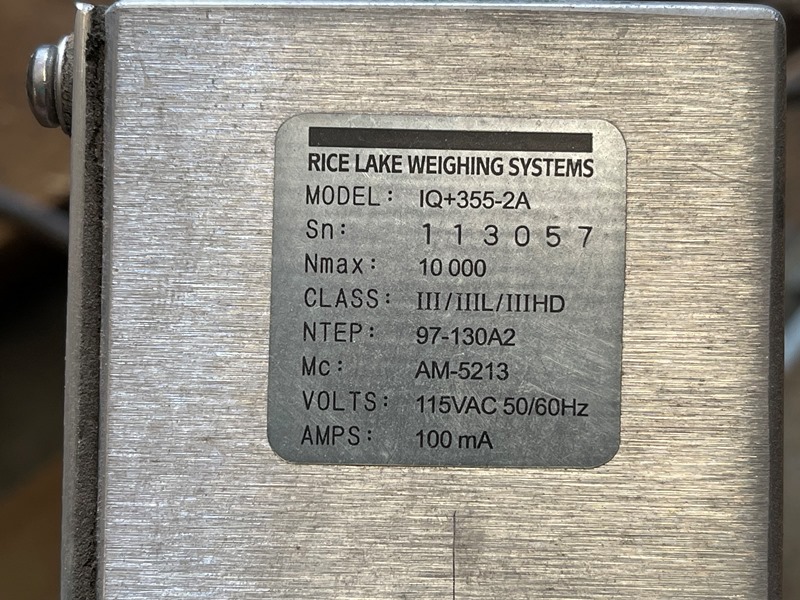 RICE LAKE WEIGHING SYSTEMS
MODEL: IQ+355-2A
Sn: 113057
Nmax: 10 000
CLASS: III/IIIL/IIIHD
NTEP: 97-130A2
Mc: AM-5213
VOLTS: 115VAC 50/60Hz
AMPS: 100 mA